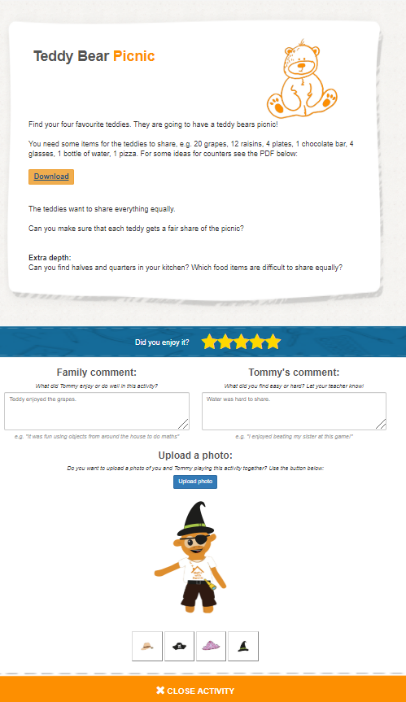 Teddy Bear Picnic
Find your four favourite teddies. They are going to have a teddy bears picnic!
You need some items for the teddies to share, e.g. 20 grapes, 12 raisins, 4 plates, 1 chocolate bar, 4
glasses, 1 bottle of water, 1 pizza. For some ideas for counters see the PDF below:
Download
The teddies want to share everything equally.
Can you make sure that each teddy gets a fair share of the picnic?
Extra depth:
Can you find halves and quarters in your kitchen? Which food items are difficult to share equally?
Did you enjoy it?
Family comment:
What did Tommy enjoy or do well in this activity?
Teddy enjoyed the grapes.
e.g. "It was fun using objects from around the house to do maths"
Tommy's comment:
What did you find easy or hard? Let your teacher know!
Water was hard to share.
e.g. "I enjoyed beating my sister at this game!"
Upload a photo:
Do you want to upload a photo of you and Tommy playing this activity together? Use the button below:
Upload photo
CLOSE ACTIVITY